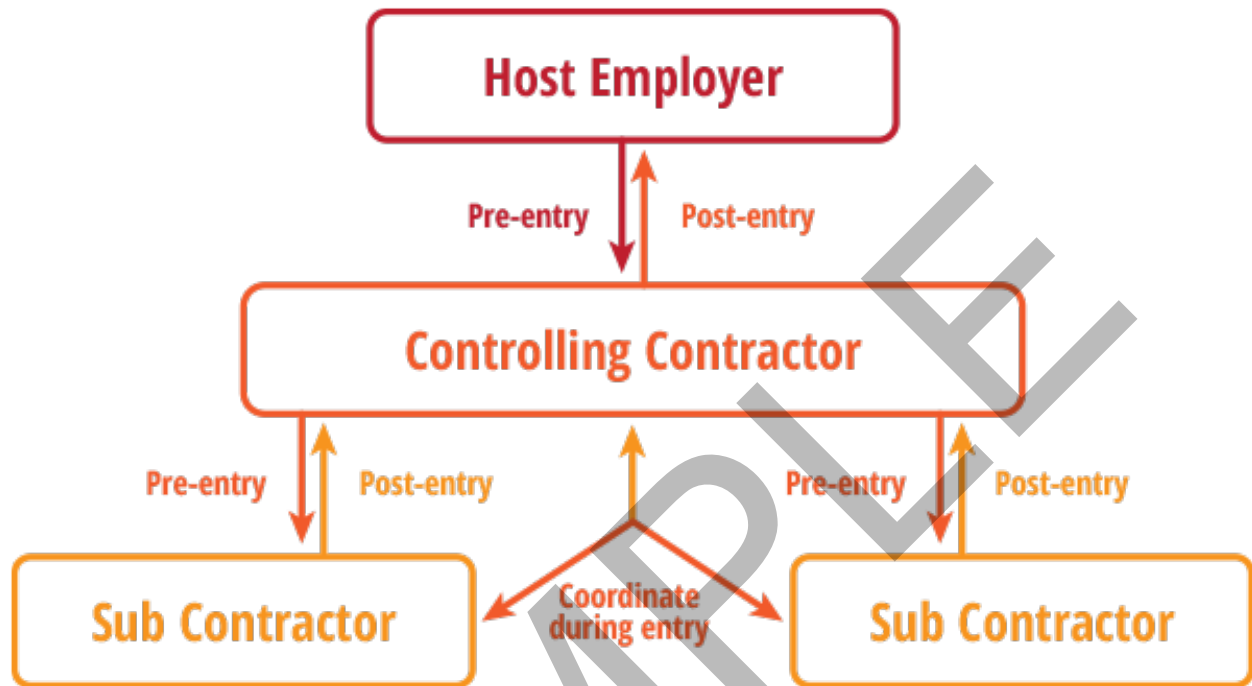 Host Employer
Pre-entry
Post-entry
Controlling Contractor
Pre-entry
Post-entry
Pre-entry
Post-entry
Sub Contractor
Coordinate
during entry
Sub Contractor
MPLE